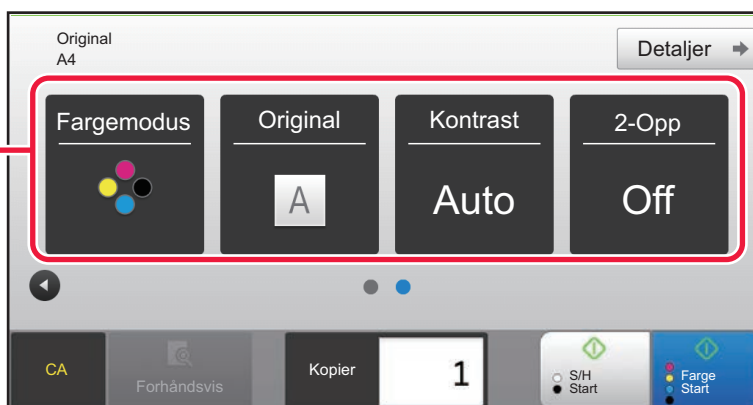 Original
A4
Detaljer
Fargemodus
Original
A
Kontrast
Auto
2-Opp
Off
CA
Forhåndsvis
Kopier
1
S/H
Start
Farge
Start